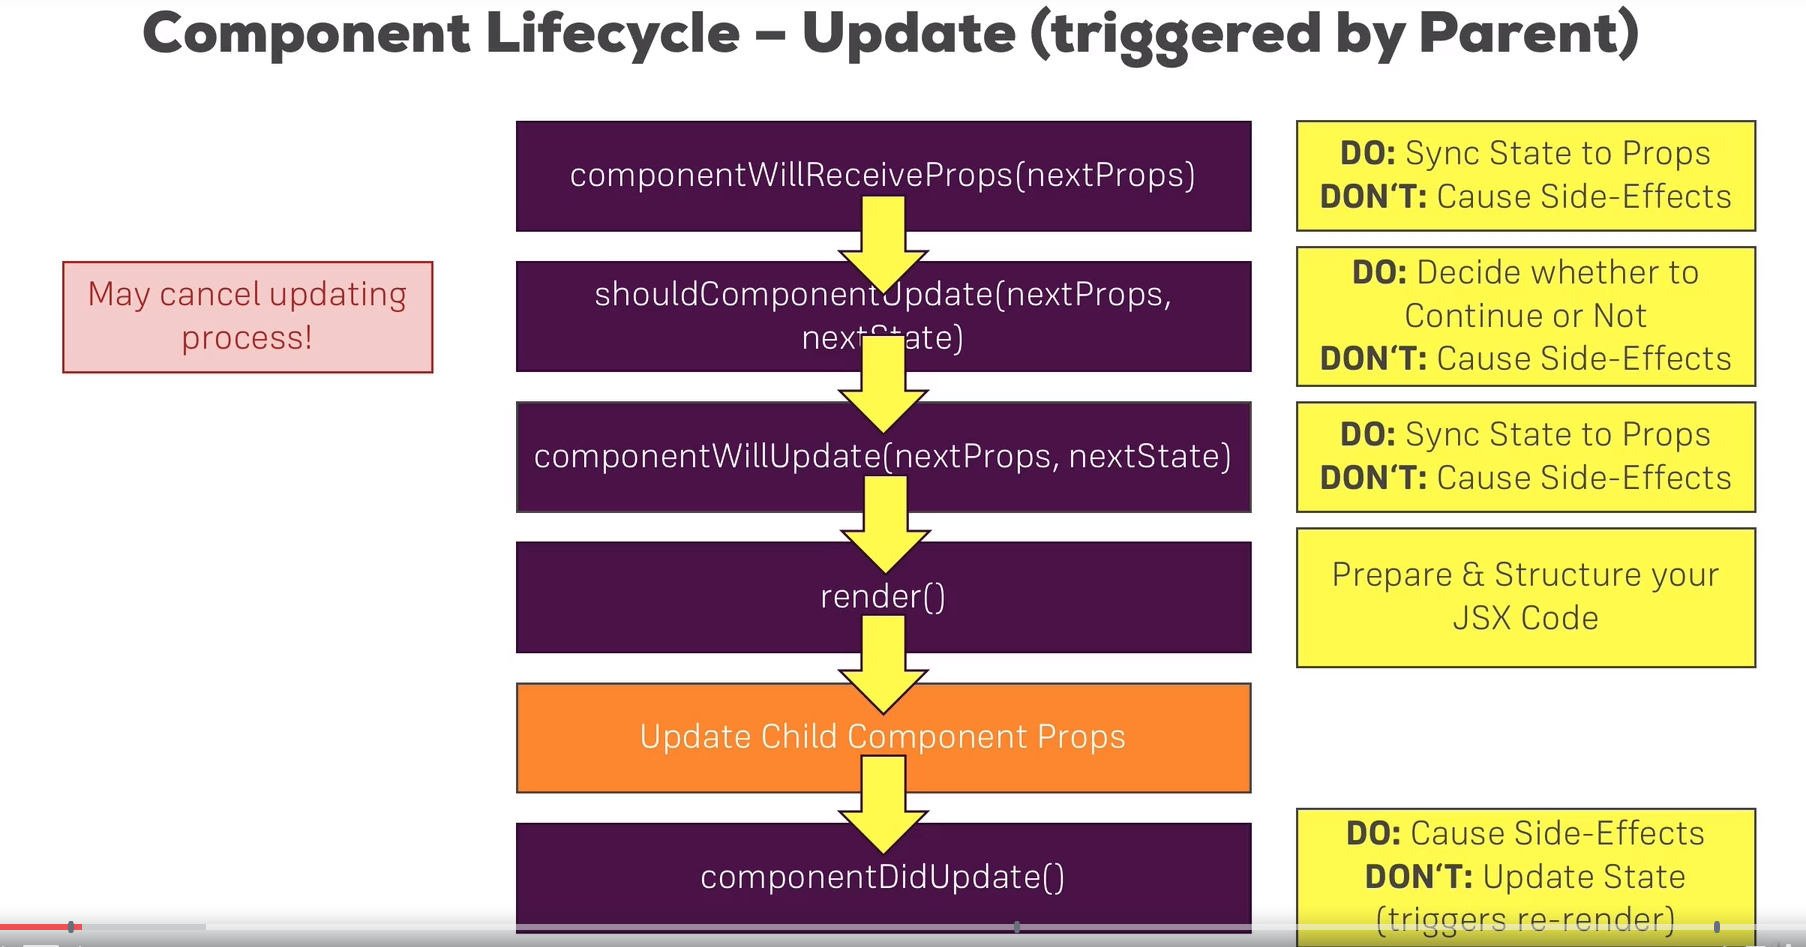 Component Lifecycle – Update (triggered by Parent)
componentWillReceiveProps(nextProps)
DO: Sync State to Props
DON‘T: Cause Side-Effects
May cancel updating
process!
shouldComponentUpdate(nextProps,
nextState)
DO: Decide whether to
Continue or Not
DON‘T: Cause Side-Effects
componentWillUpdate(nextProps, nextState)
DO: Sync State to Props
DON‘T: Cause Side-Effects
render()
Prepare & Structure your
JSX Code
Update Child Component Props
componentDidUpdate()
DO: Cause Side-Effects
DON‘T: Update State
(triggers re-render)